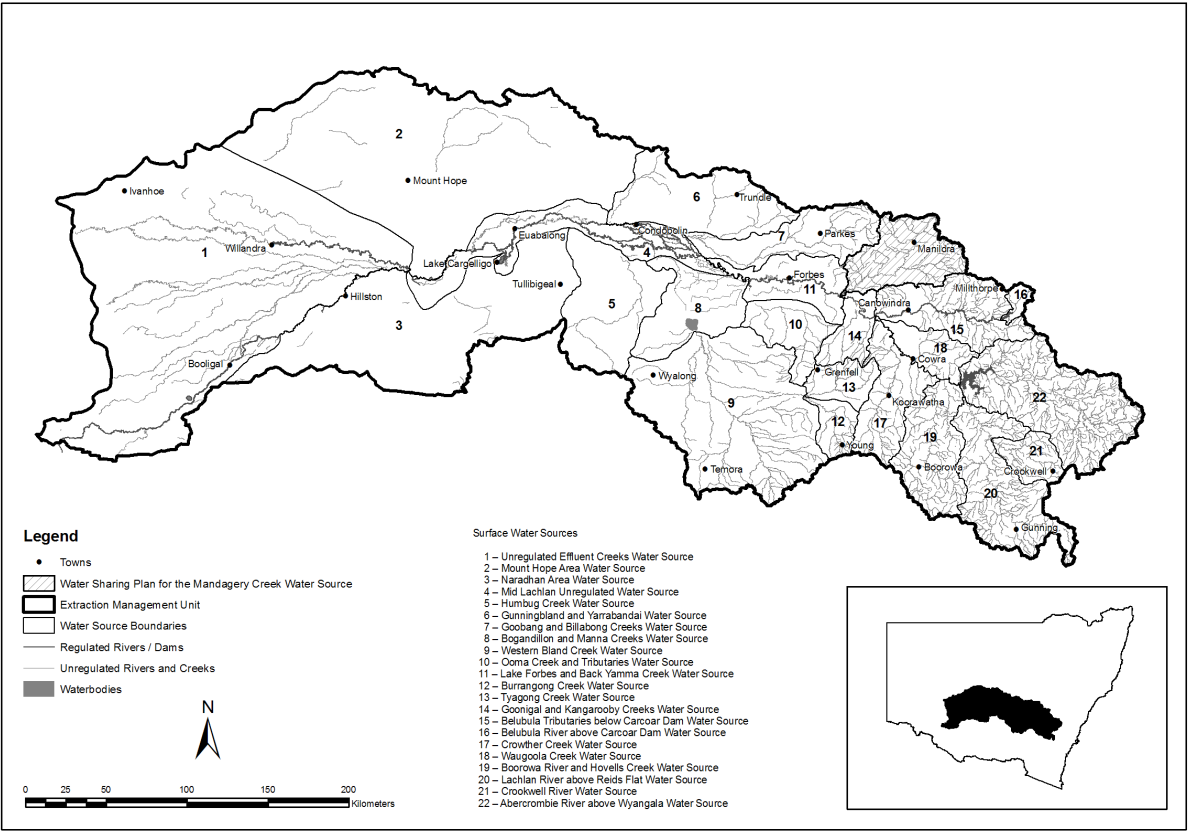 2
Ivanhoe
Mount Hope
6
Trundle
Condobolin
7
Parkes
Manildra
Euabalong
1
Willandra
4
Lake Cargelligo
Forbes
11
Tullibigeal
Hillston
3
5
8
10
Canowindra
Millthorpe
16
15
14
18
Cowra
Booligal
Wyalong
Grenfell
13
22
Koorawatha
9
12
17
19
Young
21
Temora
Boorowa
Crookwell
20
Gunning
Legend
Towns
Water Sharing Plan for the Mandagery Creek Water Source
Extraction Management Unit
Water Source Boundaries
Regulated Rivers / Dams
Unregulated Rivers and Creeks
Waterbodies
N
0 25 50 100 150 200
Kilometers
Surface Water Sources
1 – Unregulated Effluent Creeks Water Source
2 – Mount Hope Area Water Source
3 – Naradhan Area Water Source
4 – Mid Lachlan Unregulated Water Source
5 – Humbug Creek Water Source
6 – Gunningbland and Yarrabandai Water Source
7 – Goobang and Billabong Creeks Water Source
8 – Bogandillon and Manna Creeks Water Source
9 – Western Bland Creek Water Source
10 – Ooma Creek and Tributaries Water Source
11 – Lake Forbes and Back Yamma Creek Water Source
12 – Burrangong Creek Water Source
13 – Tyagong Creek Water Source
14 – Goonigal and Kangarooby Creeks Water Source
15 – Belubula Tributaries below Carcoar Dam Water Source
16 – Belubula River above Carcoar Dam Water Source
17 – Crowther Creek Water Source
18 – Waugoola Creek Water Source
19 – Boorowa River and Hovells Creek Water Source
20 – Lachlan River above Reids Flat Water Source
21 – Crookwell River Water Source
22 – Abercrombie River above Wyangala Water Source